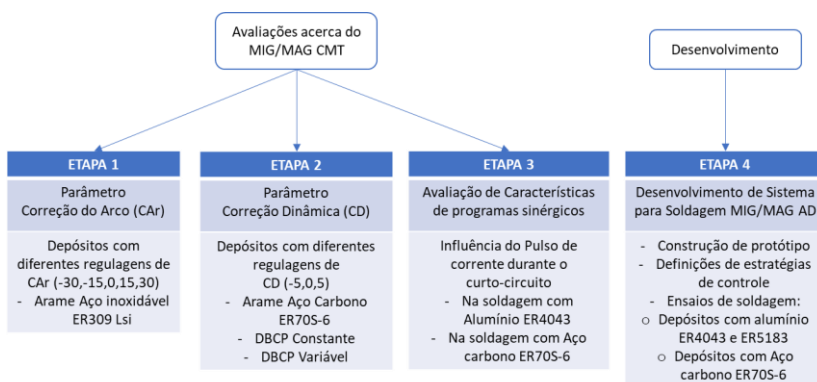 Avaliações acerca do
MIG/MAG CMT
Desenvolvimento
ETAPA 1
Parâmetro
Correção do Arco (CAr)
Depósitos com
diferentes regulagens de
CAr (-30,-15,0,15,30)
- Arame Aço inoxidável
ER309 Lsi
ETAPA 2
Parâmetro
Correção Dinâmica (CD)
Depósitos com diferentes
regulagens de
CD (-5,0,5)
- Arame Aço Carbono
ER70S-6
- DBCP Constante
- DBCP Variável
ETAPA 3
Avaliação de Características
de programas sinérgicos
Influência do Pulso de
corrente durante o
curto-circuito
- Na soldagem com
Alumínio ER4043
- Na soldagem com Aço
carbono ER70S-6
ETAPA 4
Desenvolvimento de Sistema
para Soldagem MIG/MAG AD
- Construção de protótipo
- Definições de estratégias
de controle
- Ensaios de soldagem:
o Depósitos com alumínio
ER4043 e ER5183
o Depósitos com Aço
carbono ER70S-6